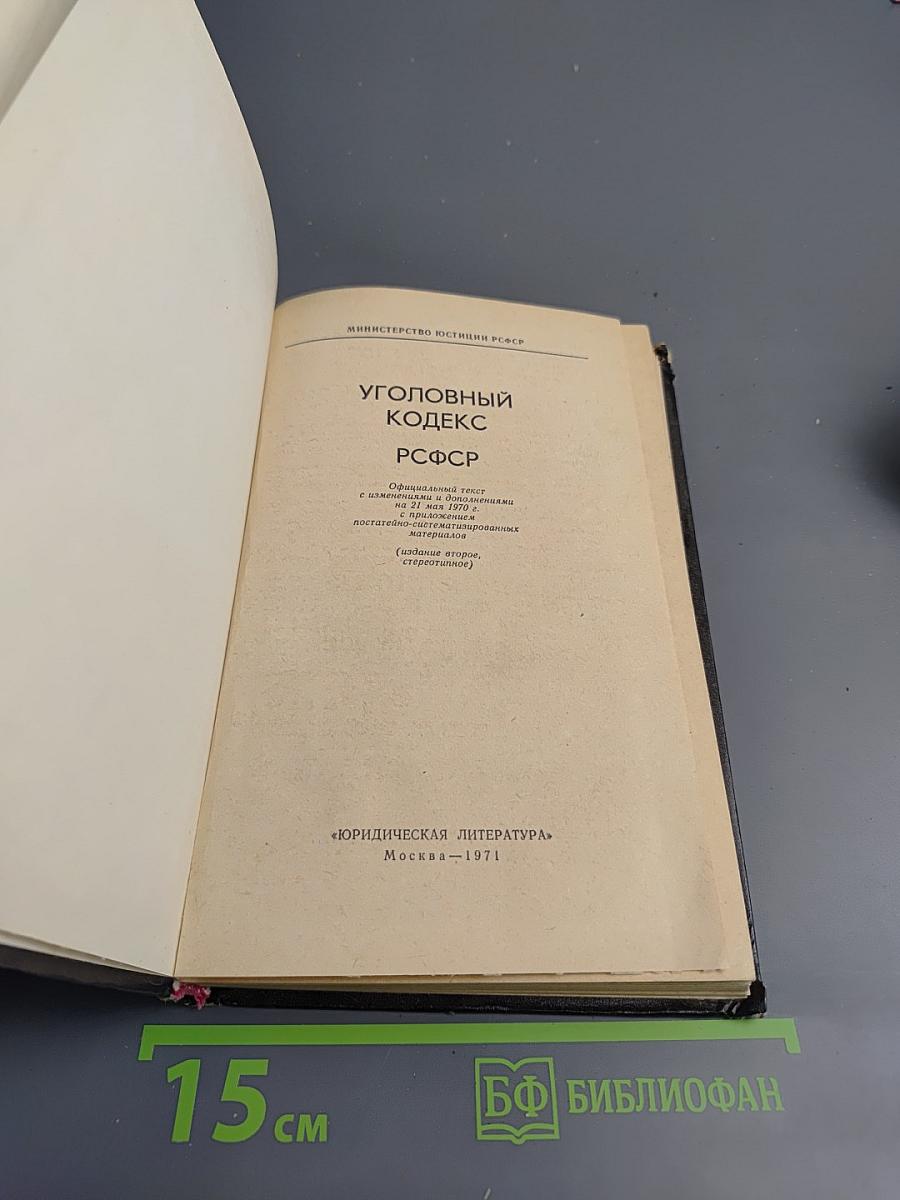 МИНИСТЕРСТВО ЮСТИЦИИ РСФСР
УГОЛОВНЫЙ
КОДЕКС
РСФСР
Официальный текст
с изменениями и дополнениями
на 21 мая 1970 г.
с приложением
постатейно-систематизированных
материалов
(издание второе,
стереотипное)
«ЮРИДИЧЕСКАЯ ЛИТЕРАТУРА»
Москва—1971
15 см
БФ БИБЛИОФАН